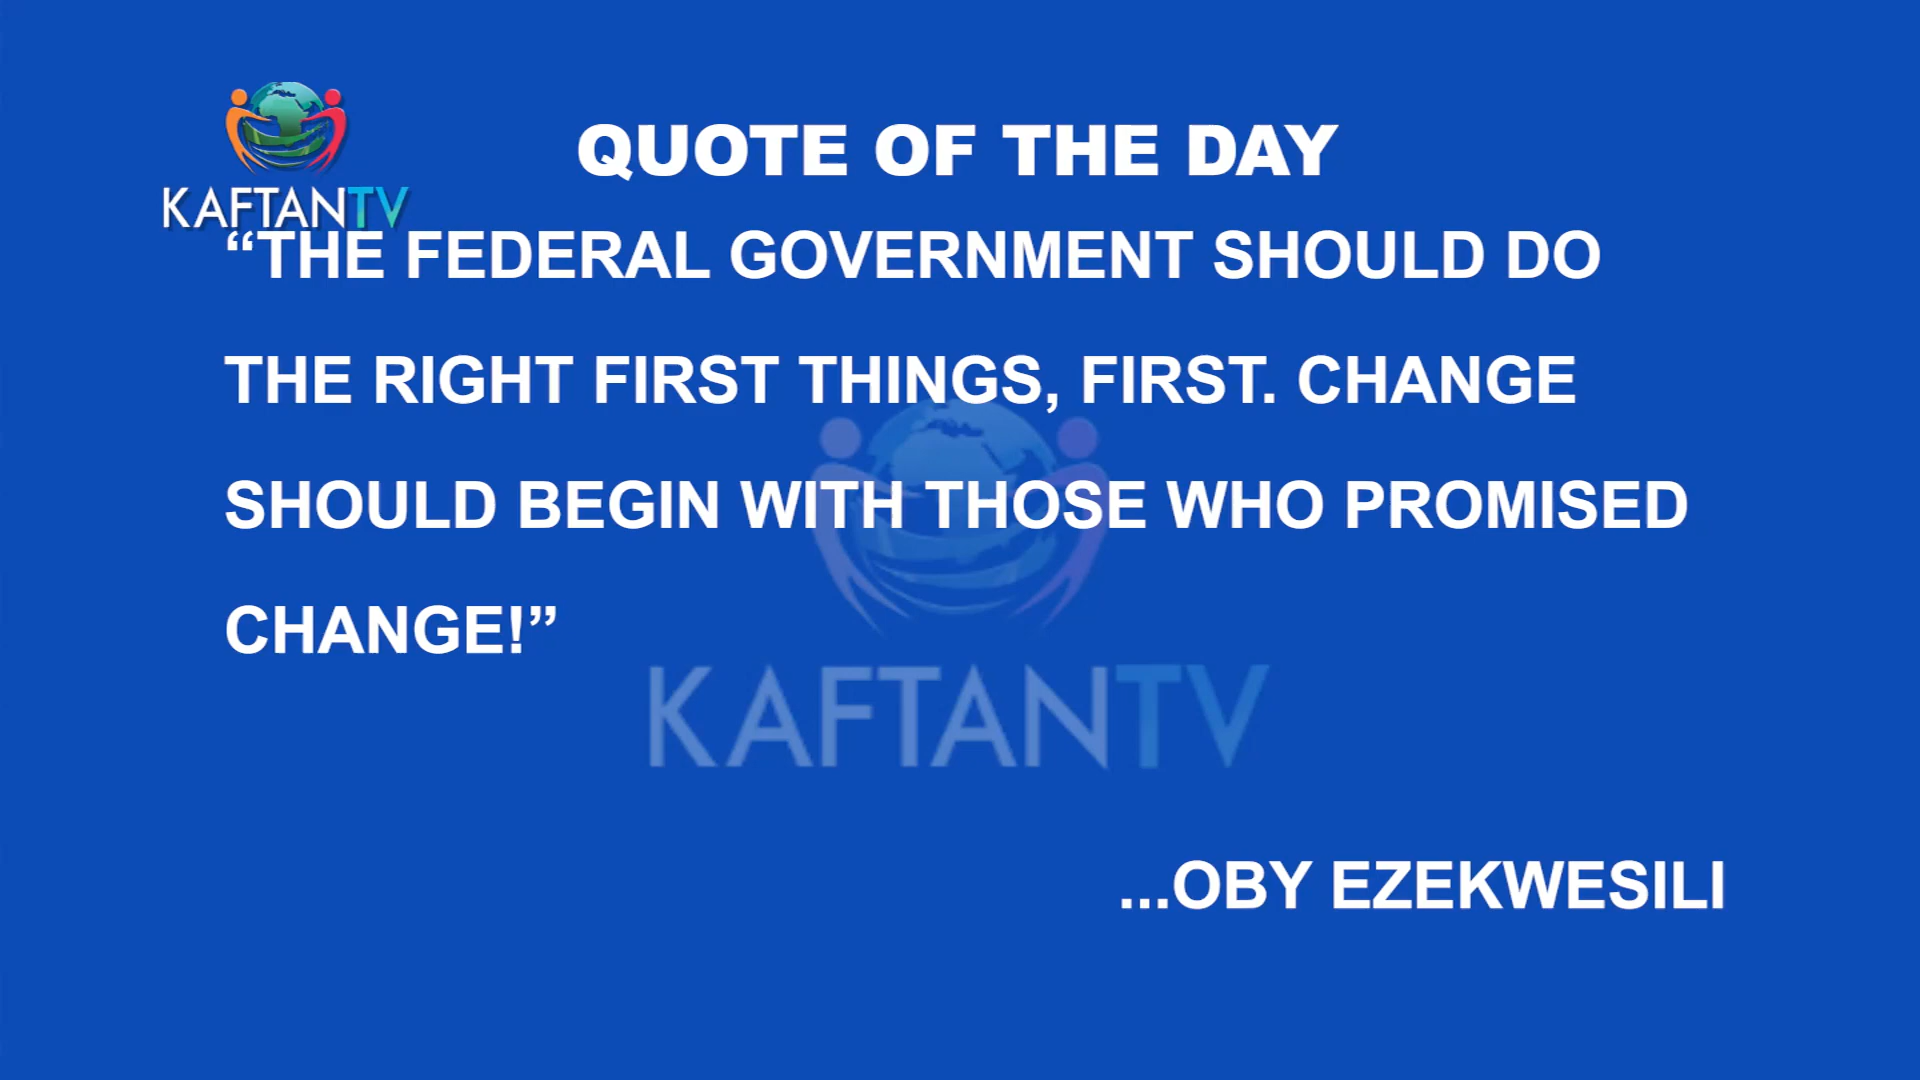 KAFTANTV
QUOTE OF THE DAY
“THE FEDERAL GOVERNMENT SHOULD DO
THE RIGHT FIRST THINGS, FIRST. CHANGE
SHOULD BEGIN WITH THOSE WHO PROMISED
CHANGE!”
KAFTANTV
...OBY EZEKWESILI